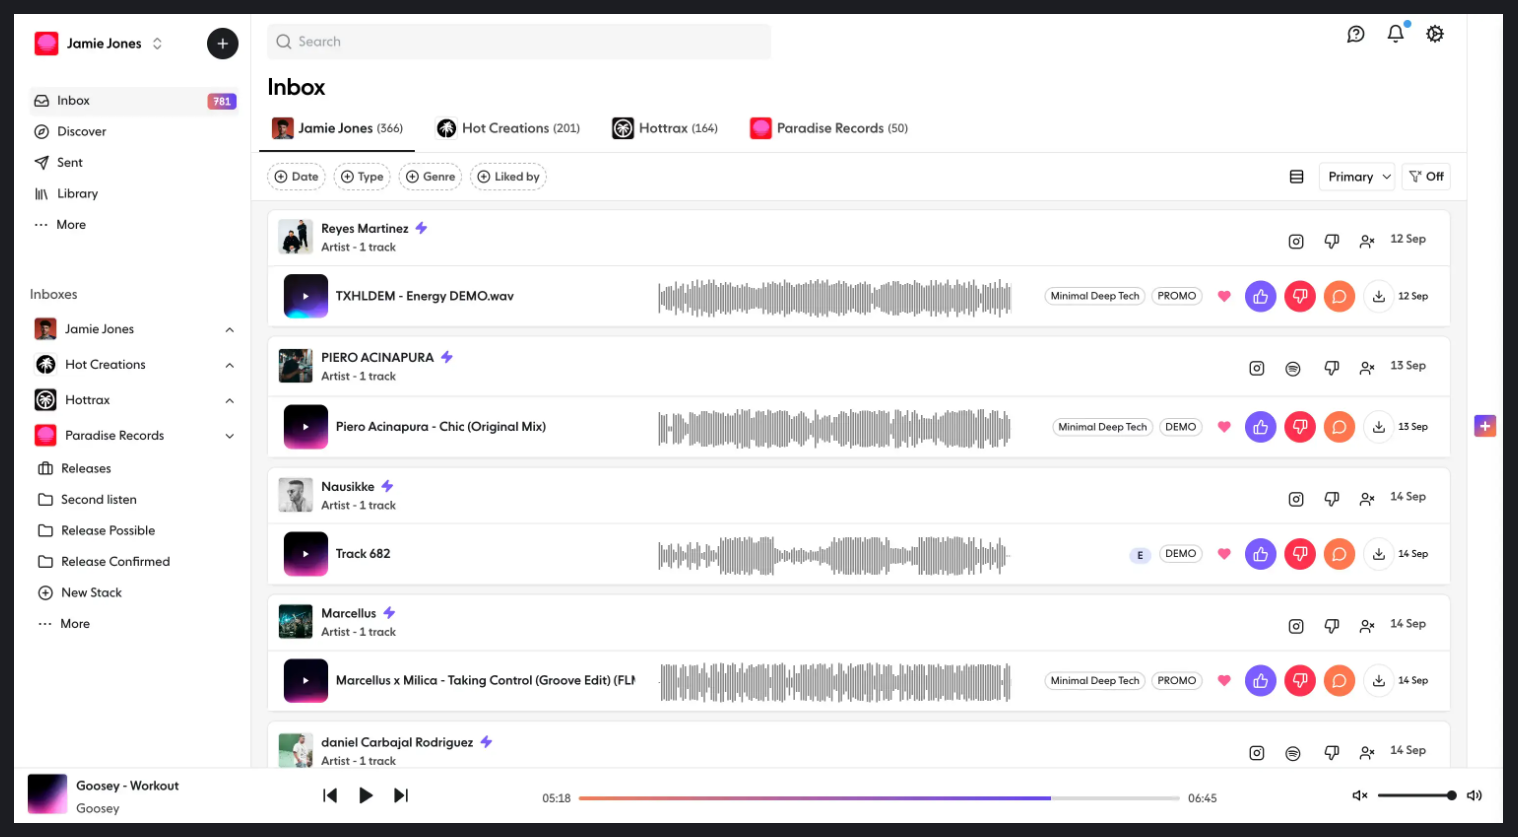 Jamie Jones
Inbox 781
Discover
Sent
Library
More
Inboxes
Jamie Jones
Hot Creations
Hottrax
Paradise Records
Releases
Second listen
Release Possible
Release Confirmed
New Stack
More
Search
Inbox
Jamie Jones (366) Hot Creations (201) Hottrax (164) Paradise Records (50)
Date Type Genre Liked by Primary Off
Reyes Martinez
Artist - 1 track
12 Sep
TXHLDEM - Energy DEMO.wav Minimal Deep Tech PROMO 12 Sep
PIERO ACINAPURA
Artist - 1 track
13 Sep
Piero Acinapura - Chic (Original Mix) Minimal Deep Tech DEMO 13 Sep
Nausikke
Artist - 1 track
14 Sep
Track 682 E DEMO 14 Sep
Marcellus
Artist - 1 track
14 Sep
Marcellus x Milica - Taking Control (Groove Edit) (FL Minimal Deep Tech PROMO 14 Sep
daniel Carbajal Rodriguez
Artist - 1 track
14 Sep
Goosey - Workout
Goosey
05:18 06:45